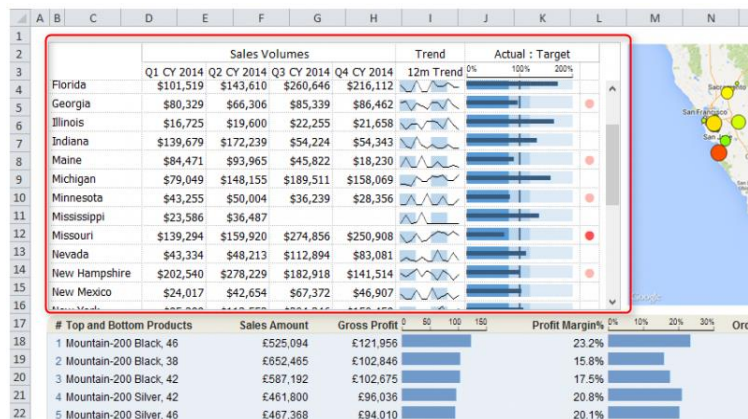 A B C D E F G H I J K L M N
1
2 Sales Volumes Trend Actual : Target
3 Q1 CY 2014 Q2 CY 2014 Q3 CY 2014 Q4 CY 2014 12m Trend 0% 100% 200%
4 Florida $101,519 $143,610 $260,646 $216,112
5 Georgia $80,329 $66,306 $85,339 $86,462
6 Illinois $16,725 $19,600 $22,255 $21,658
7 Indiana $139,679 $172,239 $54,224 $54,343
8 Maine $84,471 $93,965 $45,822 $18,230
9 Michigan $79,049 $148,155 $189,511 $158,069
10 Minnesota $43,255 $50,004 $36,239 $28,356
11 Mississippi $23,586 $36,487
12 Missouri $139,294 $159,920 $274,856 $250,908
13 Nevada $43,334 $48,213 $112,894 $83,081
14 New Hampshire $202,540 $278,229 $182,918 $141,514
15 New Mexico $24,017 $42,654 $67,372 $46,907
16
San Francisco
Google
17 # Top and Bottom Products Sales Amount Gross Profit 0 50 100 150 Profit Margin% 0% 10% 20% 30%
18 1 Mountain-200 Black, 46 £525,094 £121,956 23.2%
19 2 Mountain-200 Black, 38 £652,465 £102,846 15.8%
20 3 Mountain-200 Black, 42 £587,192 £102,675 17.5%
21 4 Mountain-200 Silver, 42 £461,800 £96,036 20.8%
22 5 Mountain-200 Silver, 46 £467,368 £94,010 20.1%